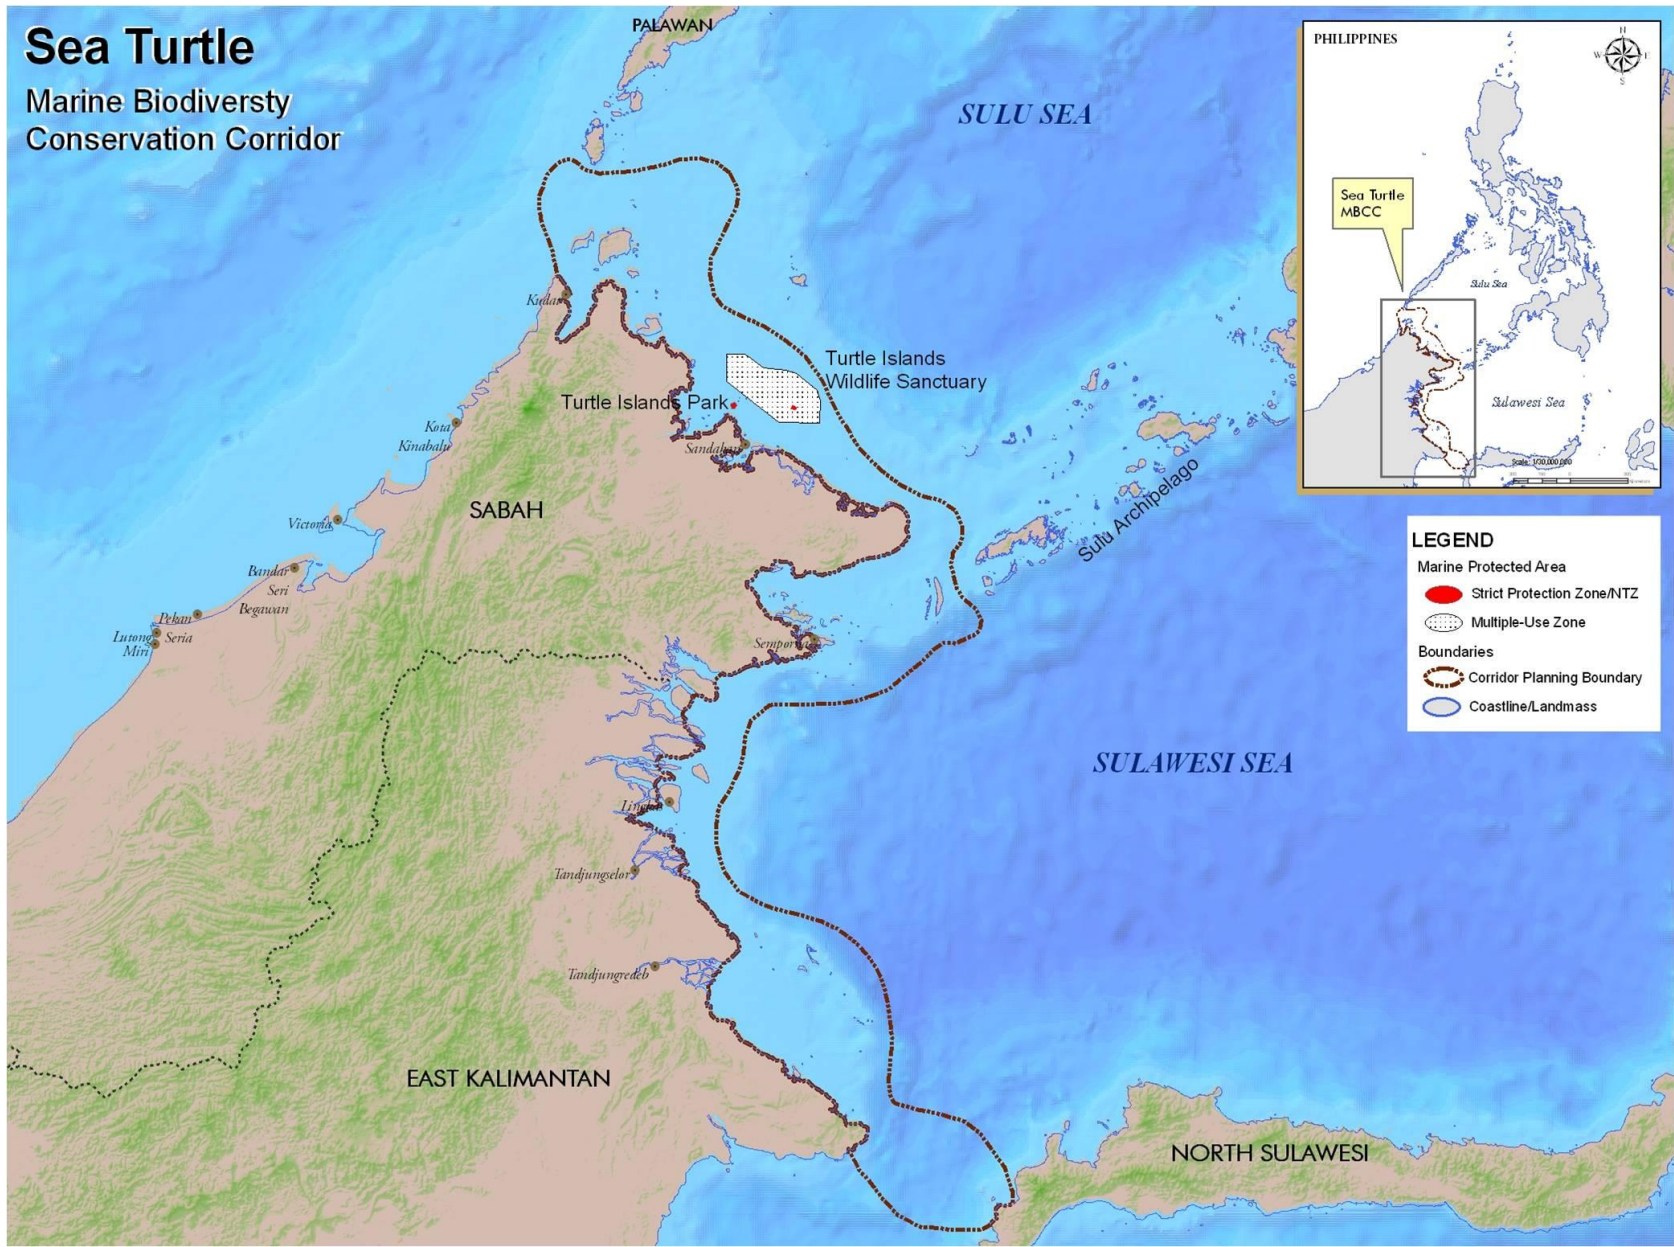 Sea Turtle
Marine Biodiversty
Conservation Corridor
PALAWAN
SULU SEA
PHILIPPINES
N
W
E
S
Sea Turtle
MBCC
Sulu Sea
Sulawesi Sea
Kudat
Turtle Islands
Wildlife Sanctuary
Turtle Islands Park
Kota
Kinabalu
Sandakan
SABAH
Sulu Archipelago
Victoria
Bandar
Seri
Begawan
Pekan
Seria
Lutong
Miri
Semporna
LEGEND
Marine Protected Area
Strict Protection Zone/NTZ
Multiple-Use Zone
Boundaries
Corridor Planning Boundary
Coastline/Landmass
SULAWESI SEA
Tandjungselor
Tandjungredeb
EAST KALIMANTAN
NORTH SULAWESI